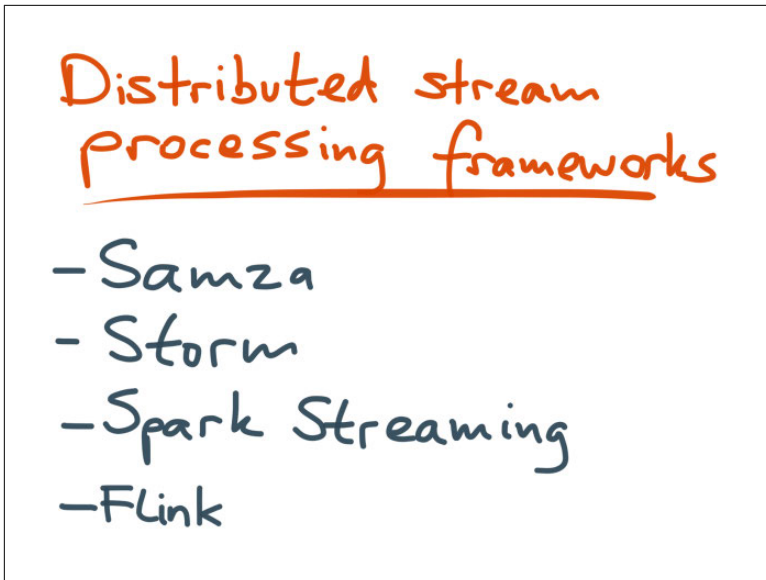 Distributed stream
processing frameworks
- Samza
- Storm
- Spark Streaming
- Flink